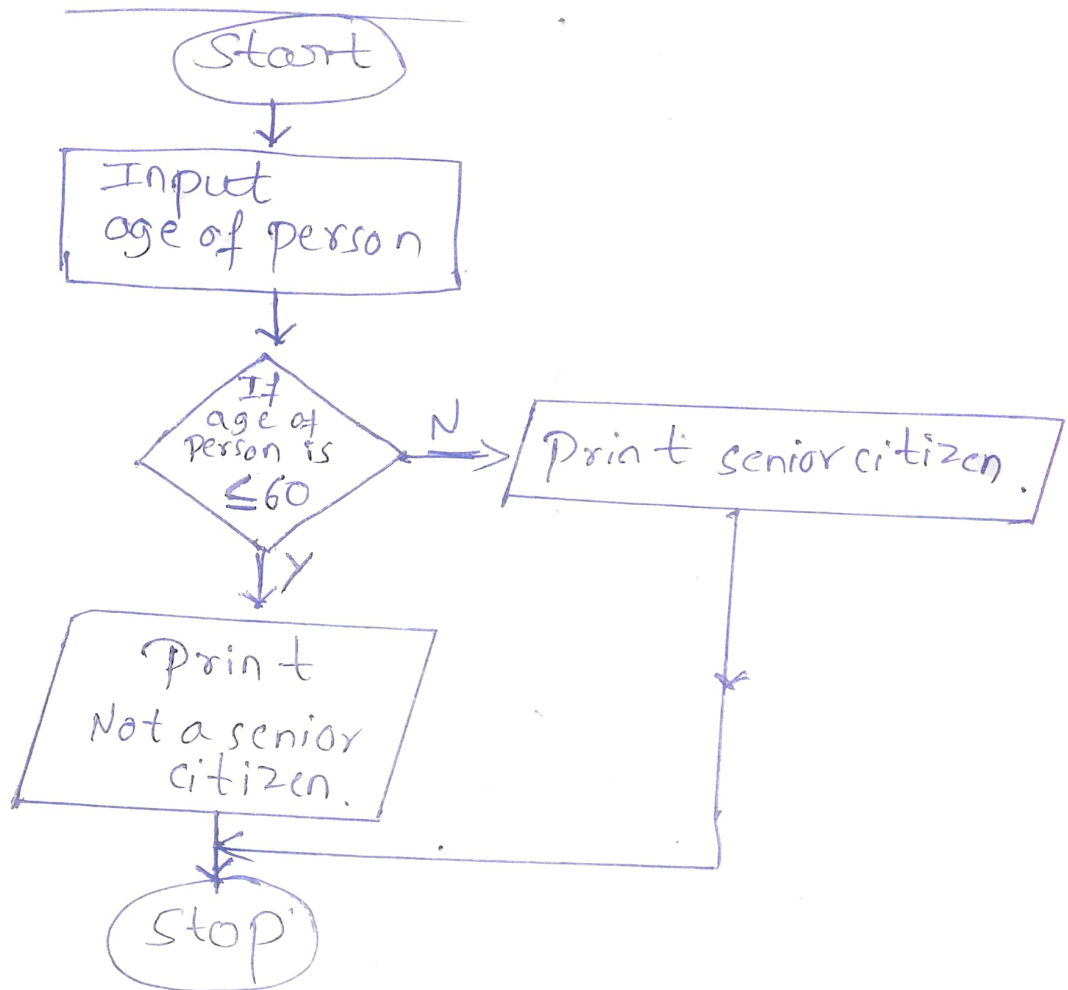 Start
Input
age of person
If
age of
person is
≤60
N
Print senior citizen.
Y
Print
Not a senior
citizen.
Stop